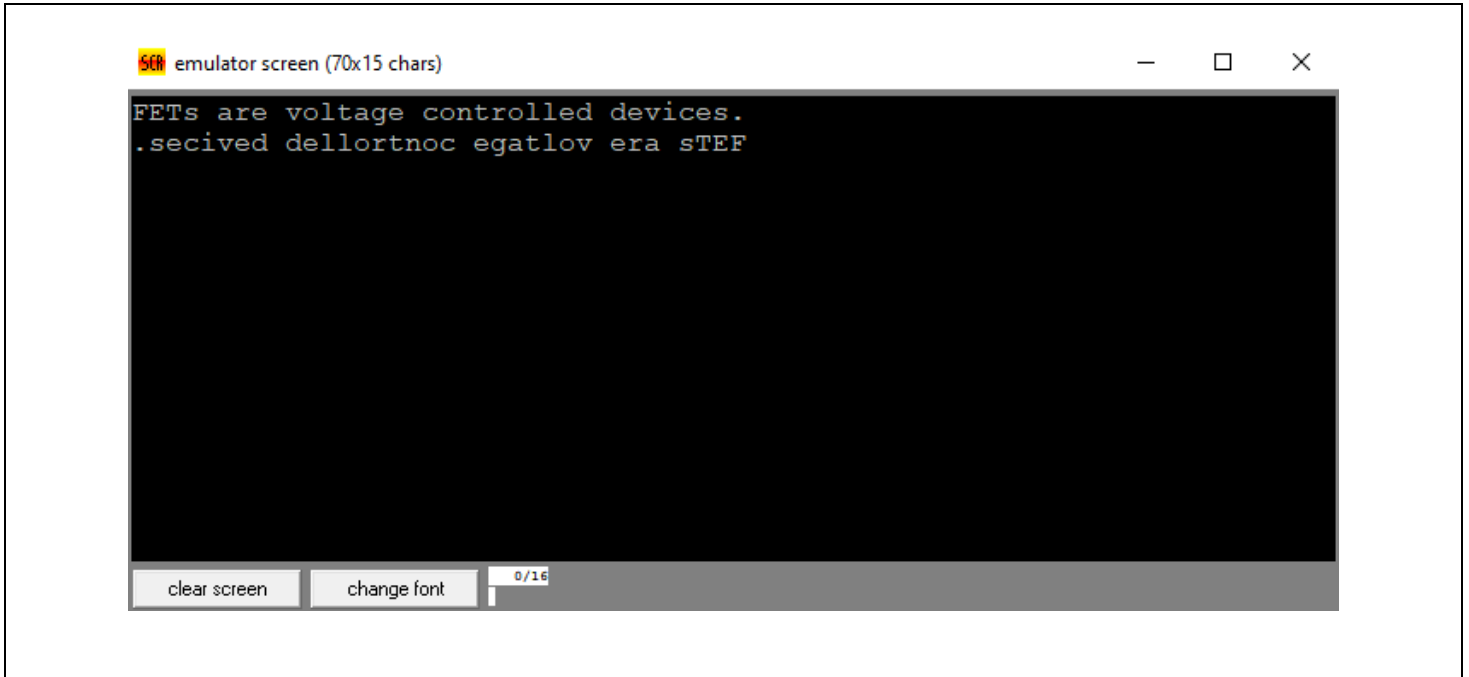 SCR emulator screen (70x15 chars)
FETs are voltage controlled devices.
.secived dellortnoc egatlov era sTEF
clear screen change font 0/16